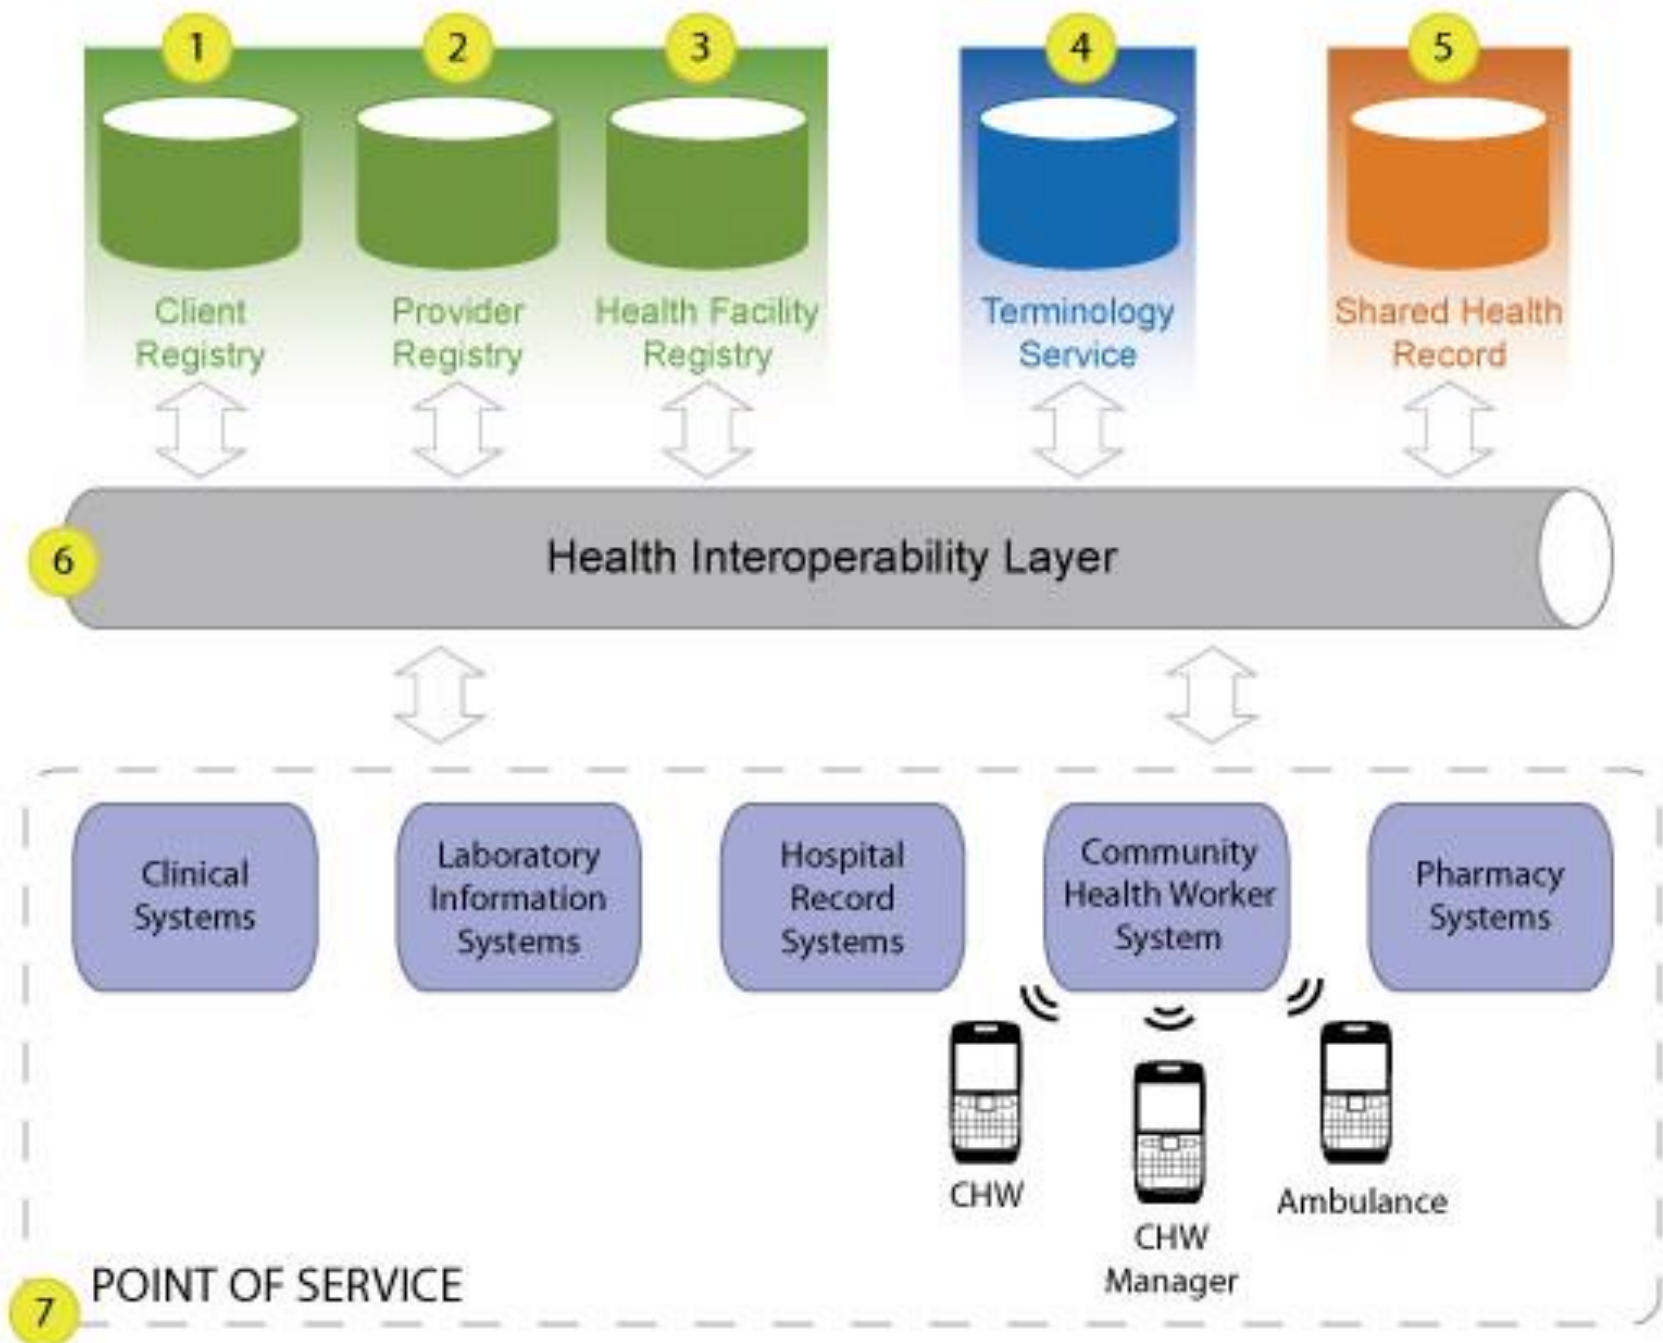 1
2
3
4
5
Client
Registry
Provider
Registry
Health Facility
Registry
Terminology
Service
Shared Health
Record
6
Health Interoperability Layer
Clinical
Systems
Laboratory
Information
Systems
Hospital
Record
Systems
Community
Health Worker
System
Pharmacy
Systems
CHW
CHW
Manager
Ambulance
7
POINT OF SERVICE